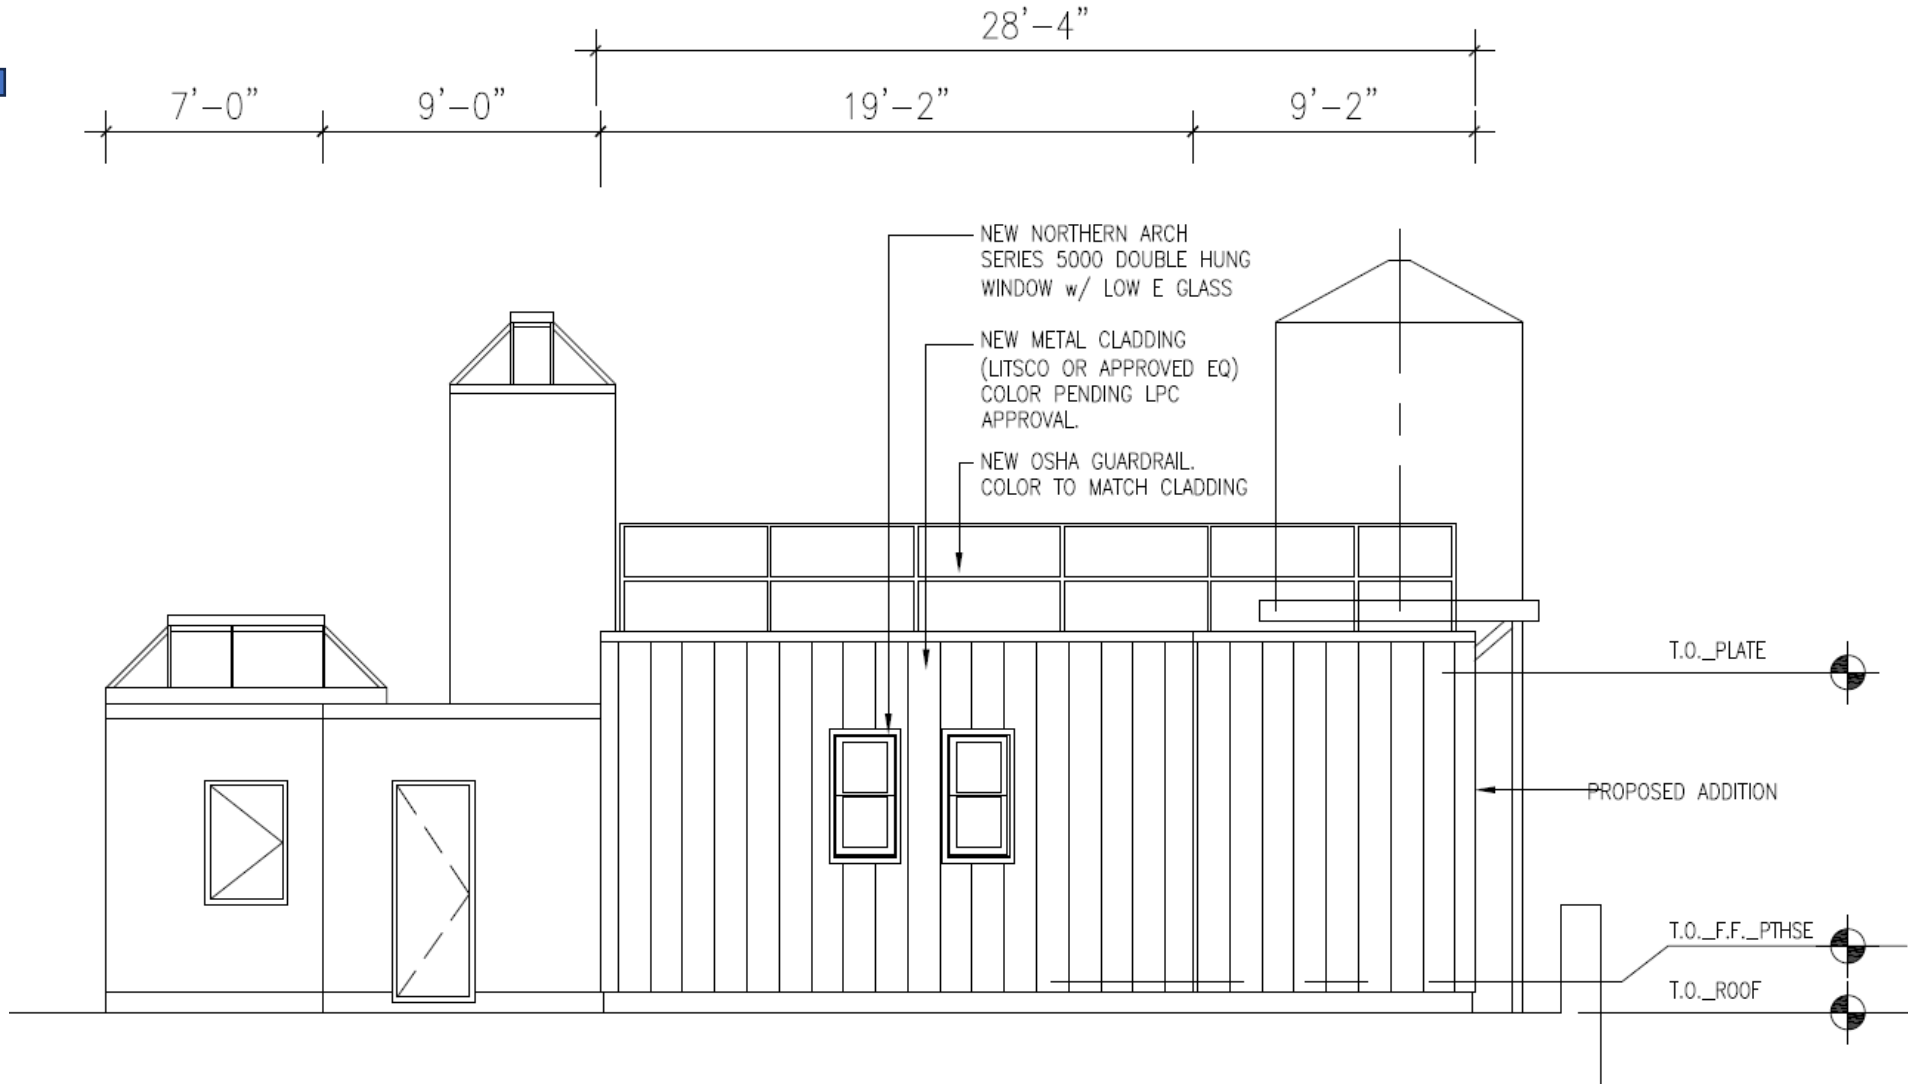 28'-4"
7'-0"
9'-0"
19'-2"
9'-2"
NEW NORTHERN ARCH
SERIES 5000 DOUBLE HUNG
WINDOW w/ LOW E GLASS
NEW METAL CLADDING
(LITSCO OR APPROVED EQ)
COLOR PENDING LPC
APPROVAL.
NEW OSHA GUARDRAIL.
COLOR TO MATCH CLADDING
T.O._PLATE
PROPOSED ADDITION
T.O._F.F._PTHSE
T.O._ROOF